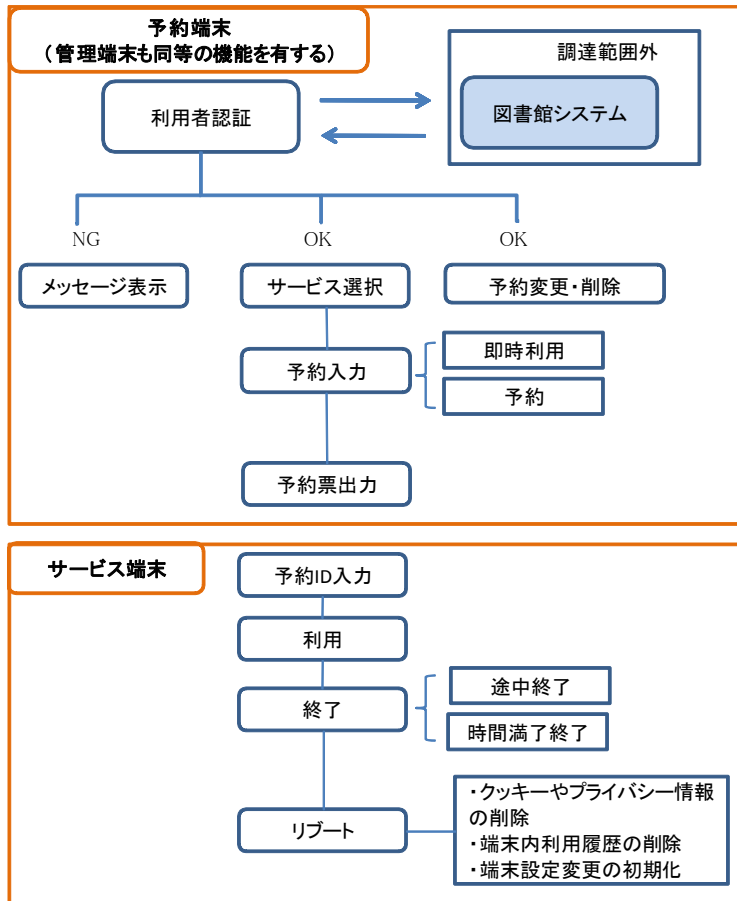 予約端末
（管理端末も同等の機能を有する）
調達範囲外
利用者認証
図書館システム
NG
OK
OK
メッセージ表示
サービス選択
予約変更・削除
予約入力
即時利用
予約
予約票出力
サービス端末
予約ID入力
利用
終了
途中終了
時間満了終了
リブート
・クッキーやプライバシー情報
の削除
・端末内利用履歴の削除
・端末設定変更の初期化